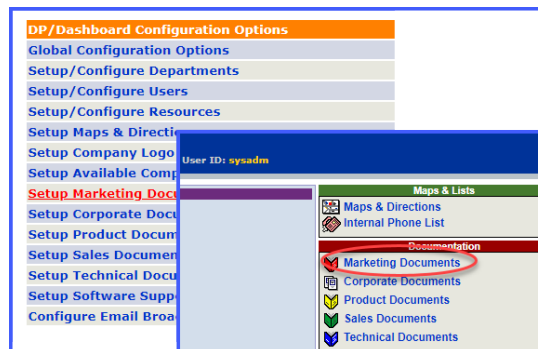 DP/Dashboard Configuration Options
Global Configuration Options
Setup/Configure Departments
Setup/Configure Users
Setup/Configure Resources
Setup Maps & Directi
Setup Company Logo
Setup Available Comp
Setup Marketing Docu
Setup Corporate Docu
Setup Product Docum
Setup Sales Documen
Setup Technical Docu
Setup Software Suppo
Configure Email Broa
User ID: sysadm
Maps & Lists
Maps & Directions
Internal Phone List
Documentation
Marketing Documents
Corporate Documents
Product Documents
Sales Documents
Technical Documents